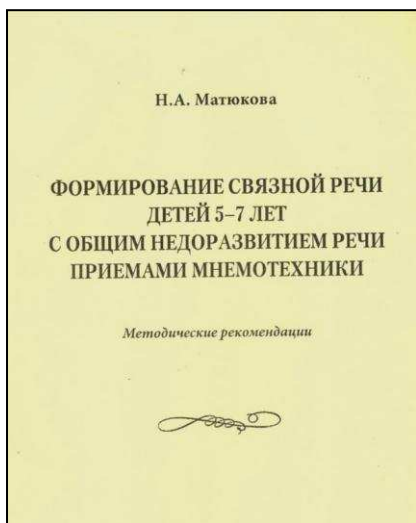 Н.А. Матюкова
ФОРМИРОВАНИЕ СВЯЗНОЙ РЕЧИ
ДЕТЕЙ 5–7 ЛЕТ
С ОБЩИМ НЕДОРАЗВИТИЕМ РЕЧИ
ПРИЕМАМИ МНЕМОТЕХНИКИ
Методические рекомендации